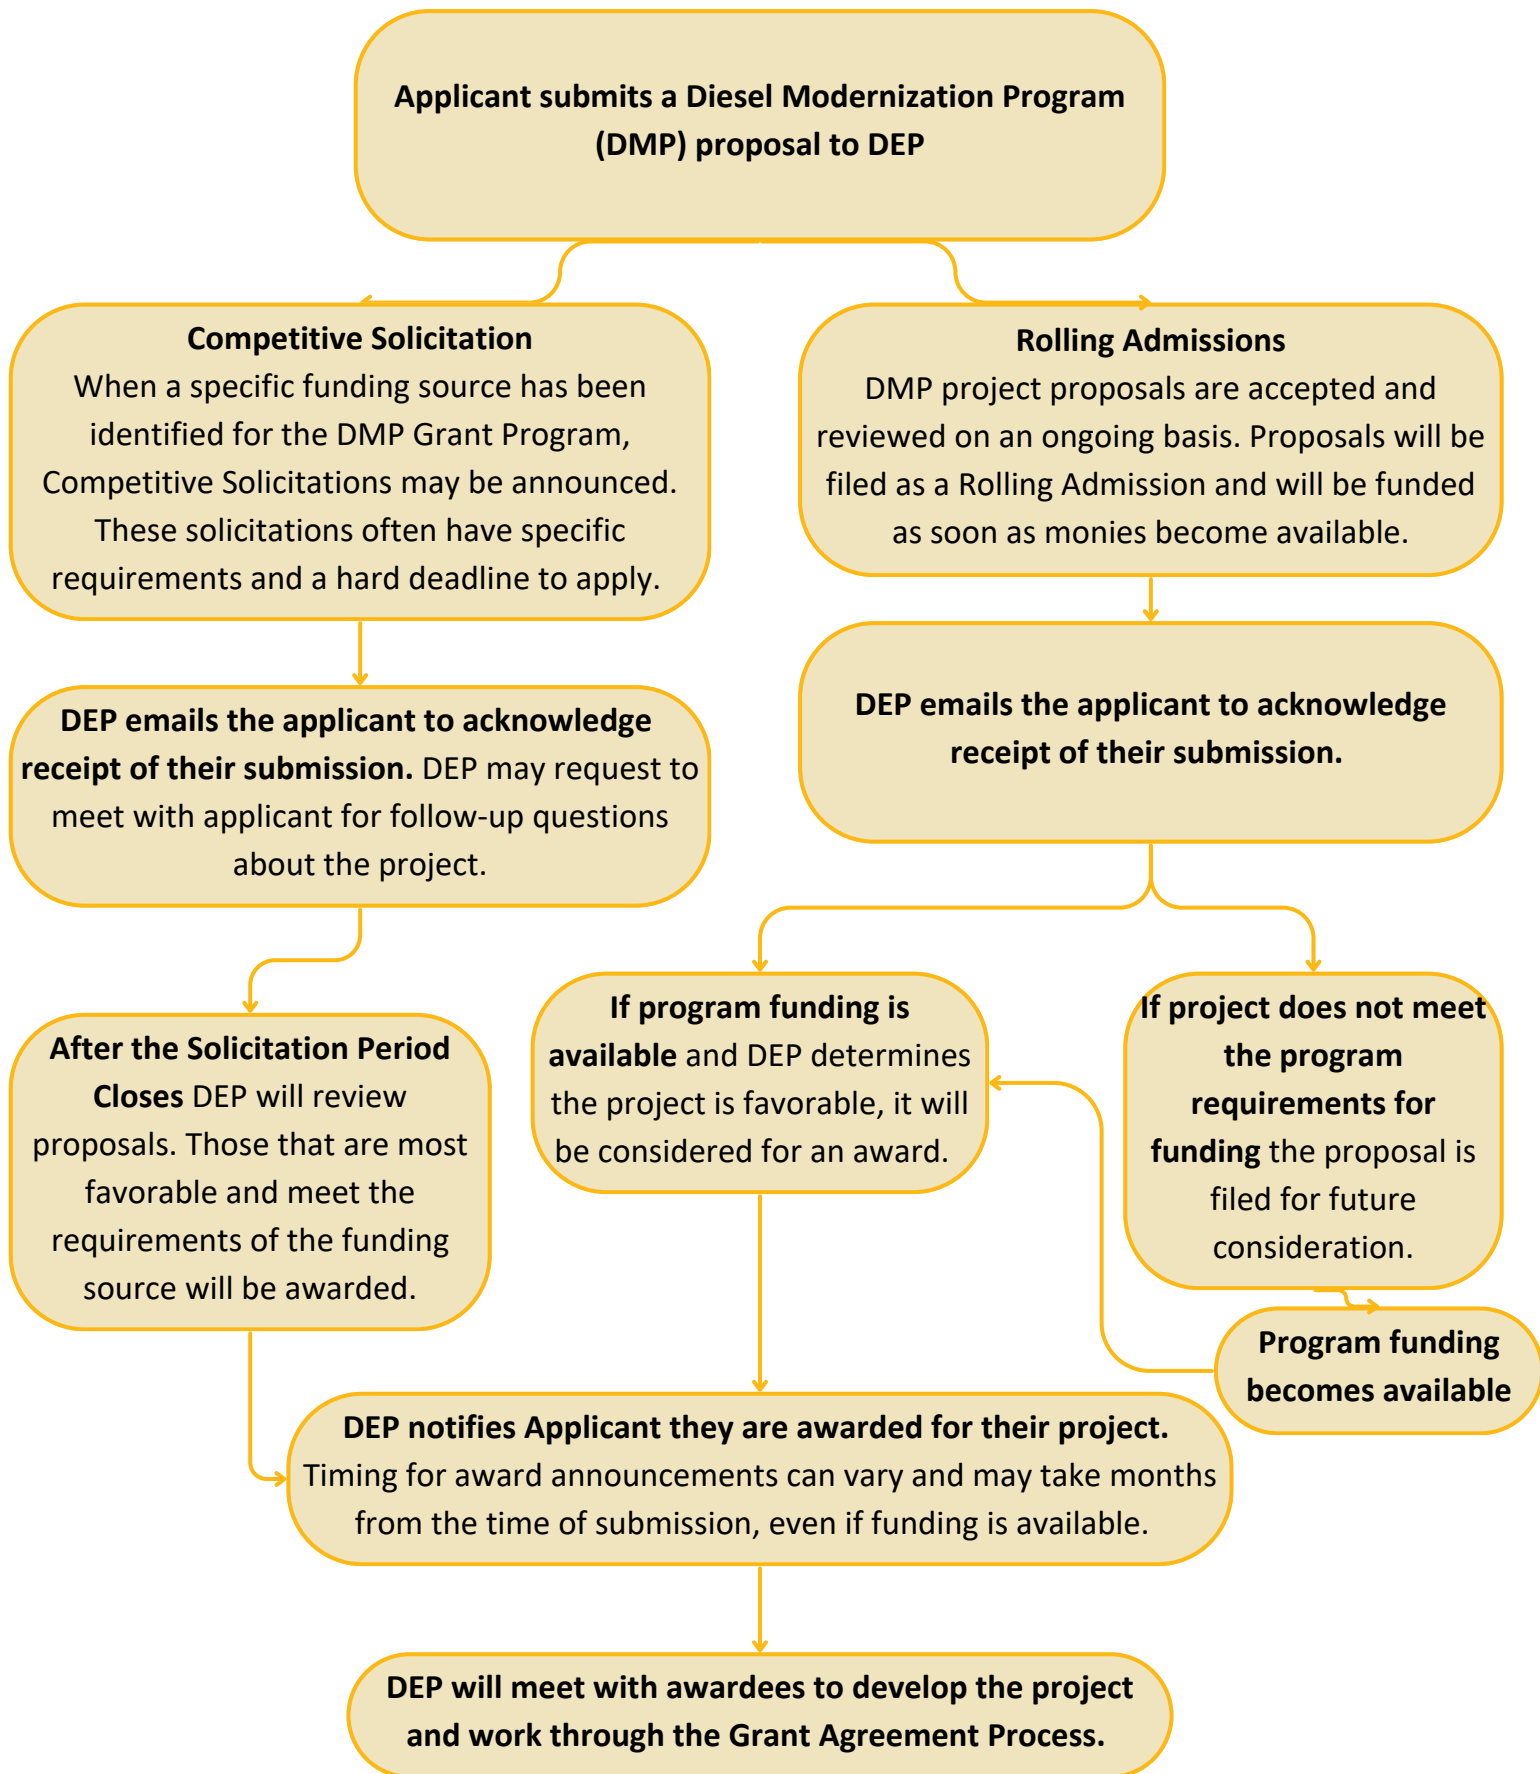 Applicant submits a Diesel Modernization Program
(DMP) proposal to DEP
Competitive Solicitation
When a specific funding source has been
identified for the DMP Grant Program,
Competitive Solicitations may be announced.
These solicitations often have specific
requirements and a hard deadline to apply.
Rolling Admissions
DMP project proposals are accepted and
reviewed on an ongoing basis. Proposals will be
filed as a Rolling Admission and will be funded
as soon as monies become available.
DEP emails the applicant to acknowledge
receipt of their submission. DEP may request to
meet with applicant for follow-up questions
about the project.
DEP emails the applicant to acknowledge
receipt of their submission.
After the Solicitation Period
Closes DEP will review
proposals. Those that are most
favorable and meet the
requirements of the funding
source will be awarded.
If program funding is
available and DEP determines
the project is favorable, it will
be considered for an award.
If project does not meet
the program
requirements for
funding the proposal is
filed for future
consideration.
Program funding
becomes available
DEP notifies Applicant they are awarded for their project.
Timing for award announcements can vary and may take months
from the time of submission, even if funding is available.
DEP will meet with awardees to develop the project
and work through the Grant Agreement Process.